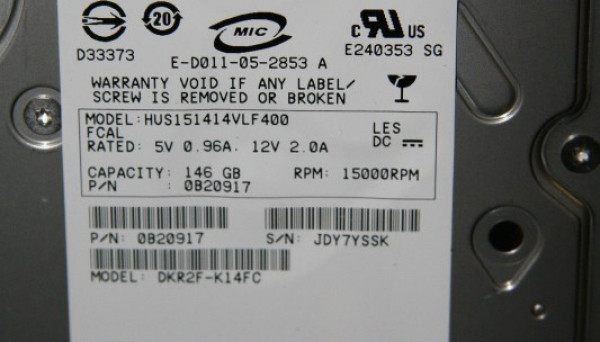 20
MIC
c RU US
D33373
E-D011-05-2853 A
E240353 SG
WARRANTY VOID IF ANY LABEL/
SCREW IS REMOVED OR BROKEN
MODEL:HUS151414VLF400
FCAL
LES
RATED: 5V 0.96A. 12V 2.0A
DC
CAPACITY: 146 GB RPM: 15000RPM
P/N : 0B20917
P/N: 0B20917 S/N: JDY7YSSK
MODEL: DKR2F-K14FC